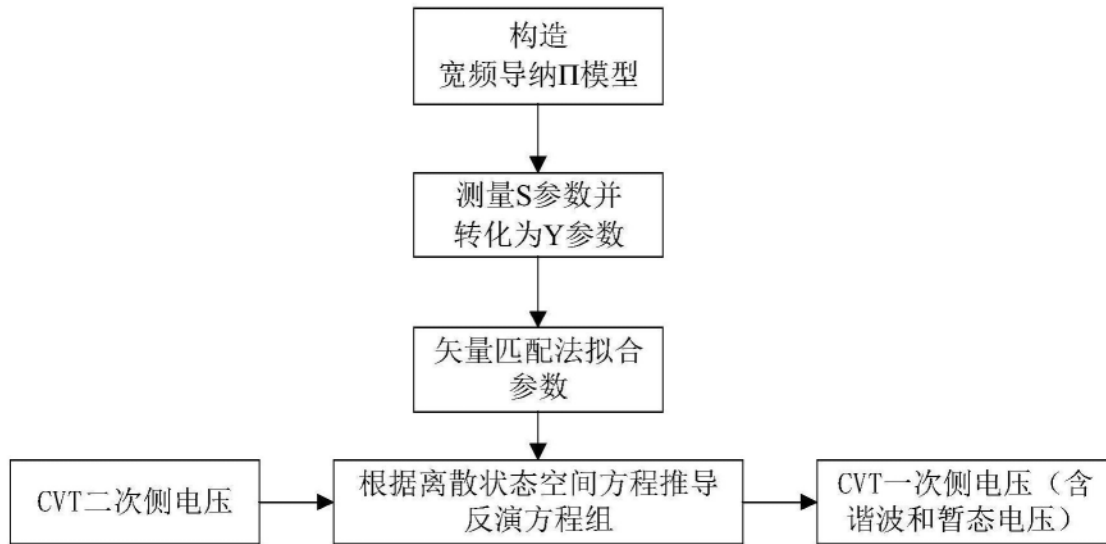 构造
宽频导纳Π模型
测量S参数并
转化为Y参数
矢量匹配法拟合
参数
CVT二次侧电压
根据离散状态空间方程推导
反演方程组
CVT一次侧电压（含
谐波和暂态电压）